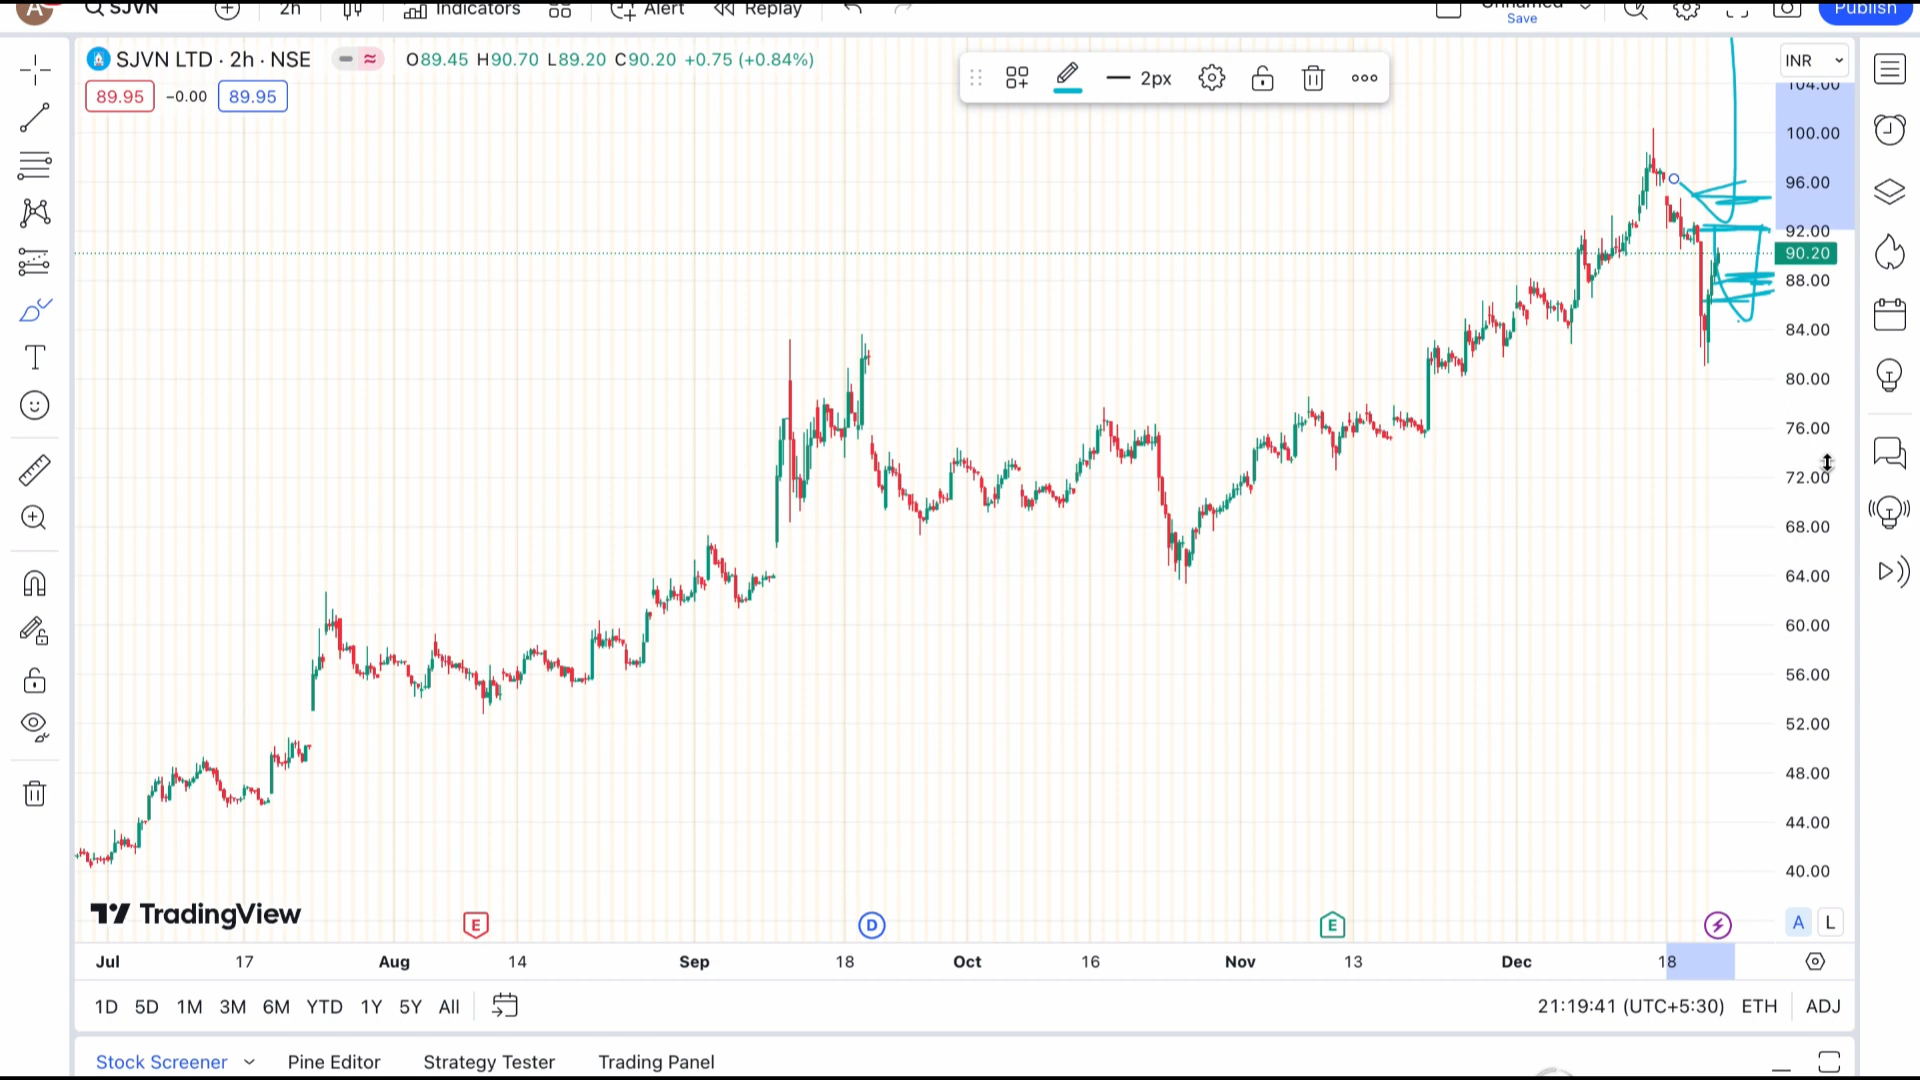 A SJVN 2h Indicators Alert Replay Unnamed Save Publish
SJVN LTD · 2h · NSE O89.45 H90.70 L89.20 C90.20 +0.75 (+0.84%)
89.95 −0.00 89.95
2px
INR
104.00
100.00
96.00
92.00
90.20
88.00
84.00
80.00
76.00
72.00
68.00
64.00
60.00
56.00
52.00
48.00
44.00
40.00
TradingView
E D E A L
Jul 17 Aug 14 Sep 18 Oct 16 Nov 13 Dec 18
1D 5D 1M 3M 6M YTD 1Y 5Y All 21:19:41 (UTC+5:30) ETH ADJ
Stock Screener Pine Editor Strategy Tester Trading Panel